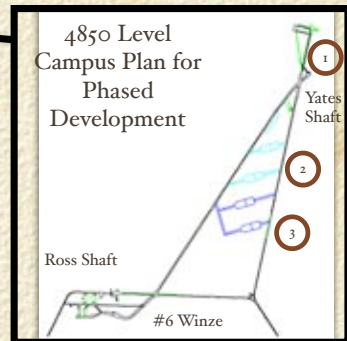 4850 Level
Campus Plan for
Phased
Development
1
Yates
Shaft
2
3
Ross Shaft
#6 Winze